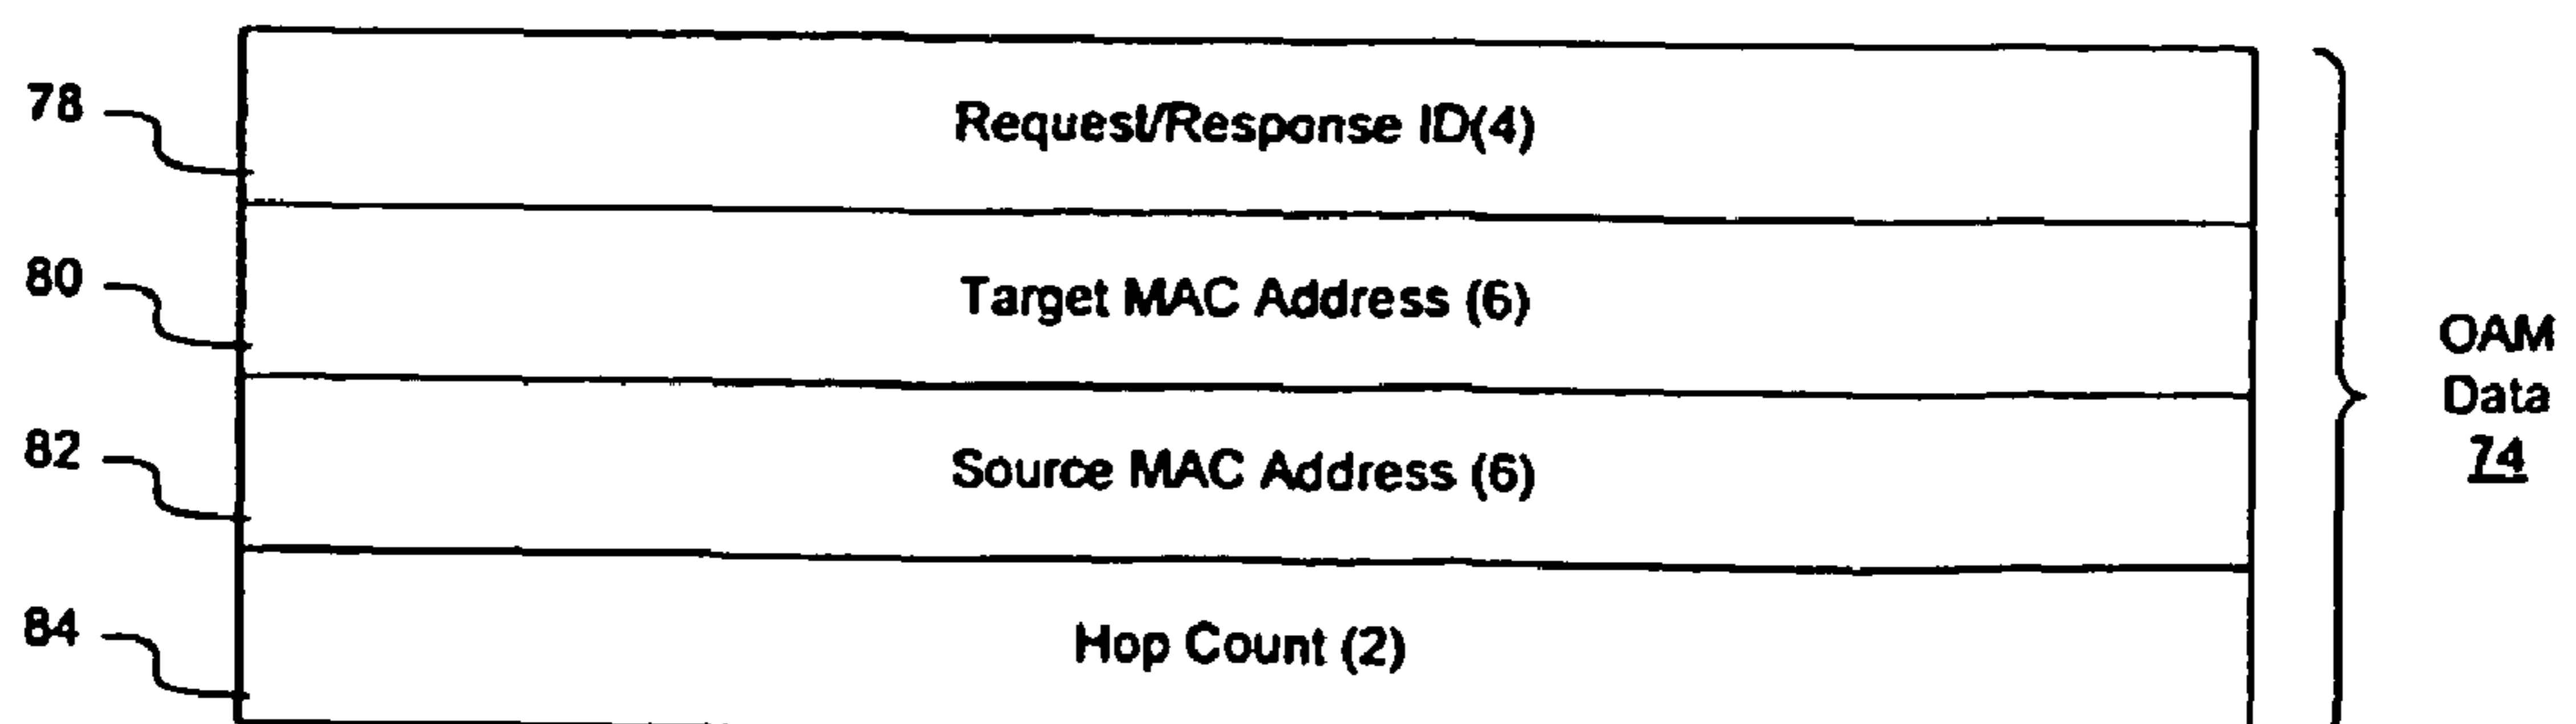 78
Request/Response ID(4)
80
Target MAC Address (6)
OAM
Data
74
82
Source MAC Address (6)
84
Hop Count (2)